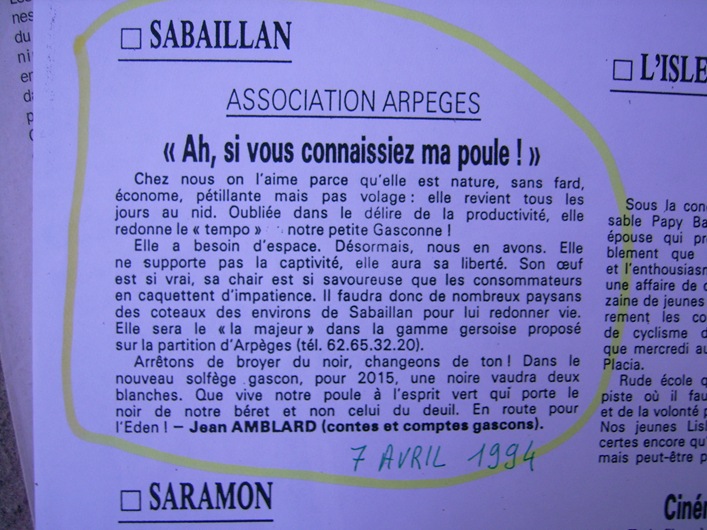 □ SABAILLAN
ASSOCIATION ARPEGES
« Ah, si vous connaissiez ma poule ! »
Chez nous on l'aime parce qu'elle est nature, sans fard,
économe, pétillante mais pas volage : elle revient tous les
jours au nid. Oubliée dans le délire de la productivité, elle
redonne le « tempo » notre petite Gasconne !
Elle a besoin d'espace. Désormais, nous en avons. Elle
ne supporte pas la captivité, elle aura sa liberté. Son œuf
est si vrai, sa chair est si savoureuse que les consommateurs
en caquettent d'impatience. Il faudra donc de nombreux paysans
des coteaux des environs de Sabaillan pour lui redonner vie.
Elle sera le « la majeur » dans la gamme gersoise proposé
sur la partition d'Arpèges (tél. 62.65.32.20).
Arrêtons de broyer du noir, changeons de ton ! Dans le
nouveau solfège gascon, pour 2015, une noire vaudra deux
blanches. Que vive notre poule à l'esprit vert qui porte le
noir de notre béret et non celui du deuil. En route pour
l'Eden ! – Jean AMBLARD (contes et comptes gascons).
7 AVRIL 1994
□ SARAMON
□ L'ISLE
Sous la
sable Papy
épouse qui
blement que
et
une affaire de
zaine de jeunes
rement les
de cyclisme
que mercredi
Placia.
Rude école
piste où il
et de la volonté
Nos jeunes
certes encore
mais peut-être
nes
du
en